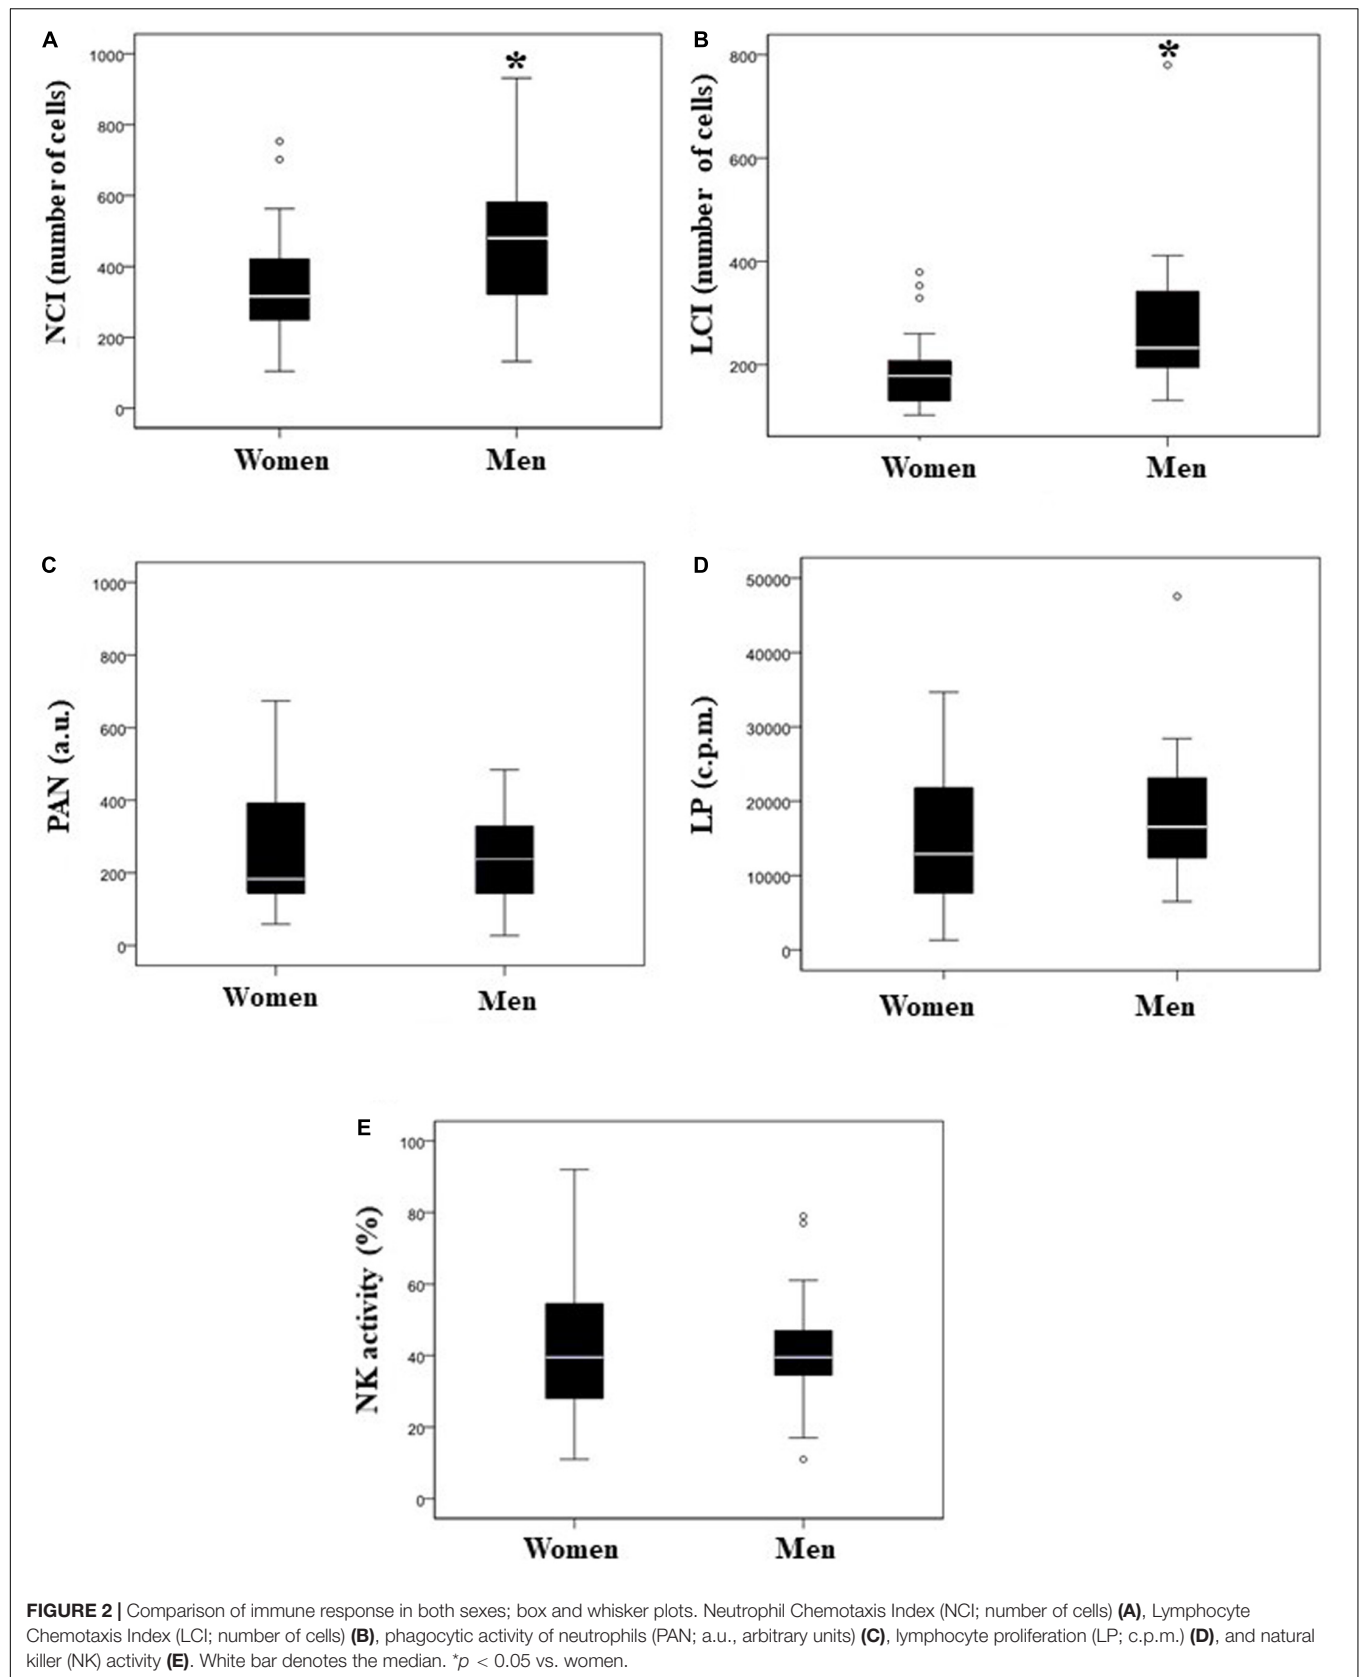 A
NCI (number of cells)
1000
800
600
400
200
0
*
Women
Men
B
LCI (number of cells)
800
600
400
200
*
Women
Men
C
PAN (a.u.)
1000
800
600
400
200
0
Women
Men
D
LP (c.p.m.)
50000
40000
30000
20000
10000
0
Women
Men
E
NK activity (%)
100
80
60
40
20
0
Women
Men
FIGURE 2 | Comparison of immune response in both sexes; box and whisker plots. Neutrophil Chemotaxis Index (NCI; number of cells) (A), Lymphocyte
Chemotaxis Index (LCI; number of cells) (B), phagocytic activity of neutrophils (PAN; a.u., arbitrary units) (C), lymphocyte proliferation (LP; c.p.m.) (D), and natural
killer (NK) activity (E). White bar denotes the median. *p < 0.05 vs. women.